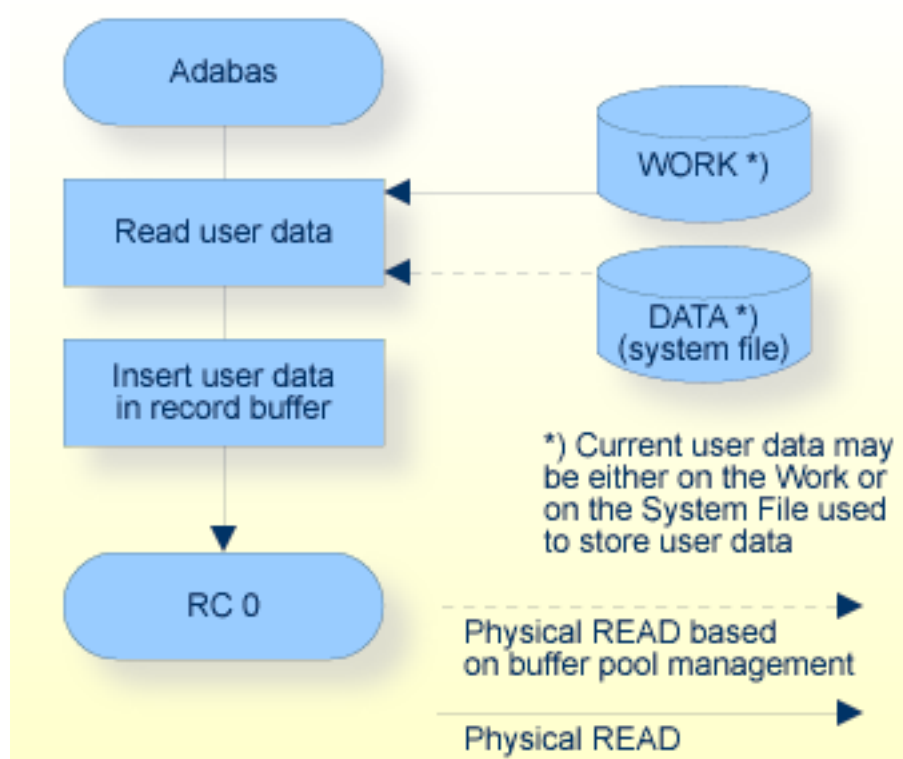 Adabas
WORK *)
Read user data
DATA *)
(system file)
Insert user data
in record buffer
*) Current user data may
be either on the Work or
on the System File used
to store user data
RC 0
Physical READ based
on buffer pool management
Physical READ